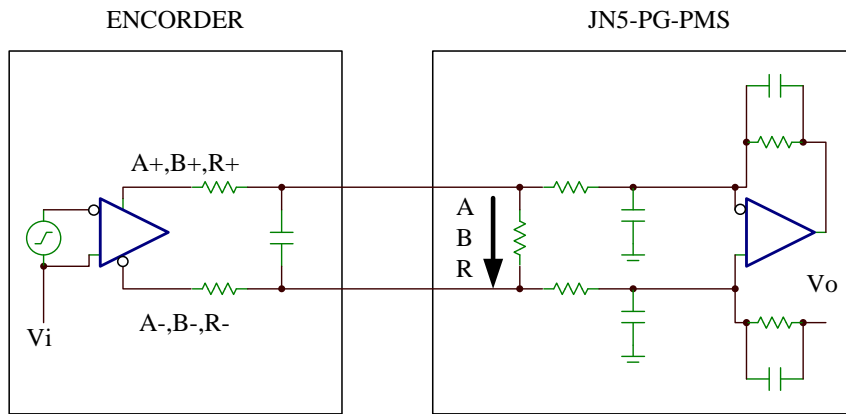 ENCORDER
JN5-PG-PMS
A+,B+,R+
A
B
R
A-,B-,R-
Vi
Vo